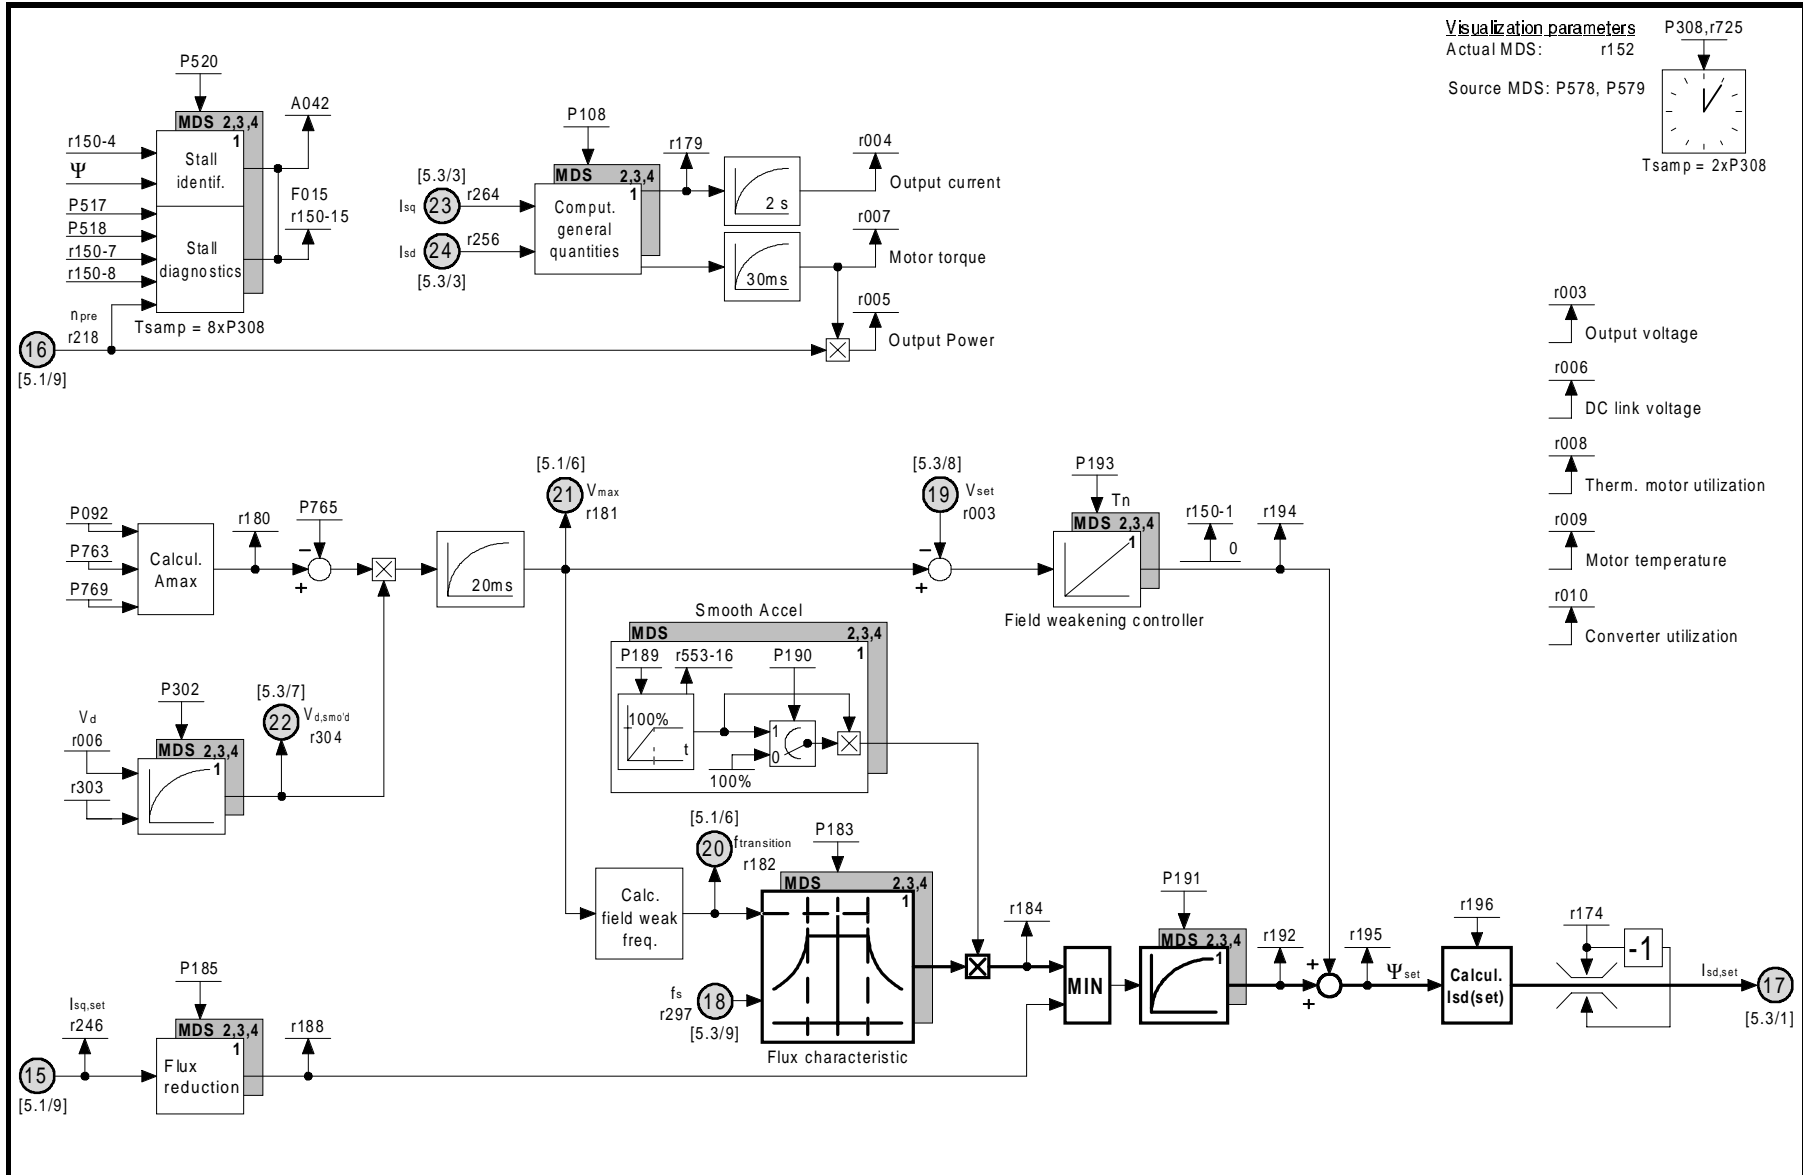 Visualization parameters
Actual MDS: r152
Source MDS: P578, P579
P308,r725
Tsamp = 2xP308
P520
A042
MDS 2,3,4
1
r150-4
Ψ
Stall
identif.
P517
P518
r150-7
r150-8
Stall
diagnostics
F015
r150-15
npre
r218
Tsamp = 8xP308
16
[5.1/9]
P108
MDS 2,3,4
1
[5.3/3]
Isq
23
r264
Isd
24
r256
[5.3/3]
Comput.
general
quantities
r179
2 s
r004
Output current
30ms
r007
Motor torque
r005
Output Power
r003
Output voltage
r006
DC link voltage
r008
Therm. motor utilization
r009
Motor temperature
r010
Converter utilization
P092
P763
P769
Calcul.
Amax
r180
P765
−
+
20ms
[5.1/6]
21
Vmax
r181
[5.3/8]
19
Vset
r003
−
+
P193
Tn
MDS 2,3,4
1
Field weakening controller
r150-1
0
r194
Smooth Accel
MDS 2,3,4
1
P189
r553-16
P190
100%
t
1
0
100%
P302
Vd
r006
r303
MDS 2,3,4
1
[5.3/7]
22
Vd,smo'd
r304
[5.1/6]
20
ftransition
r182
Calc.
field weak
freq.
P183
MDS 2,3,4
1
fs
r297
18
[5.3/9]
Flux characteristic
r184
MIN
P191
MDS 2,3,4
1
r192
+
+
r195
Ψset
r196
Calcul.
Isd(set)
r174
-1
Isd,set
17
[5.3/1]
P185
Isq,set
r246
15
[5.1/9]
MDS 2,3,4
1
Flux
reduction
r188